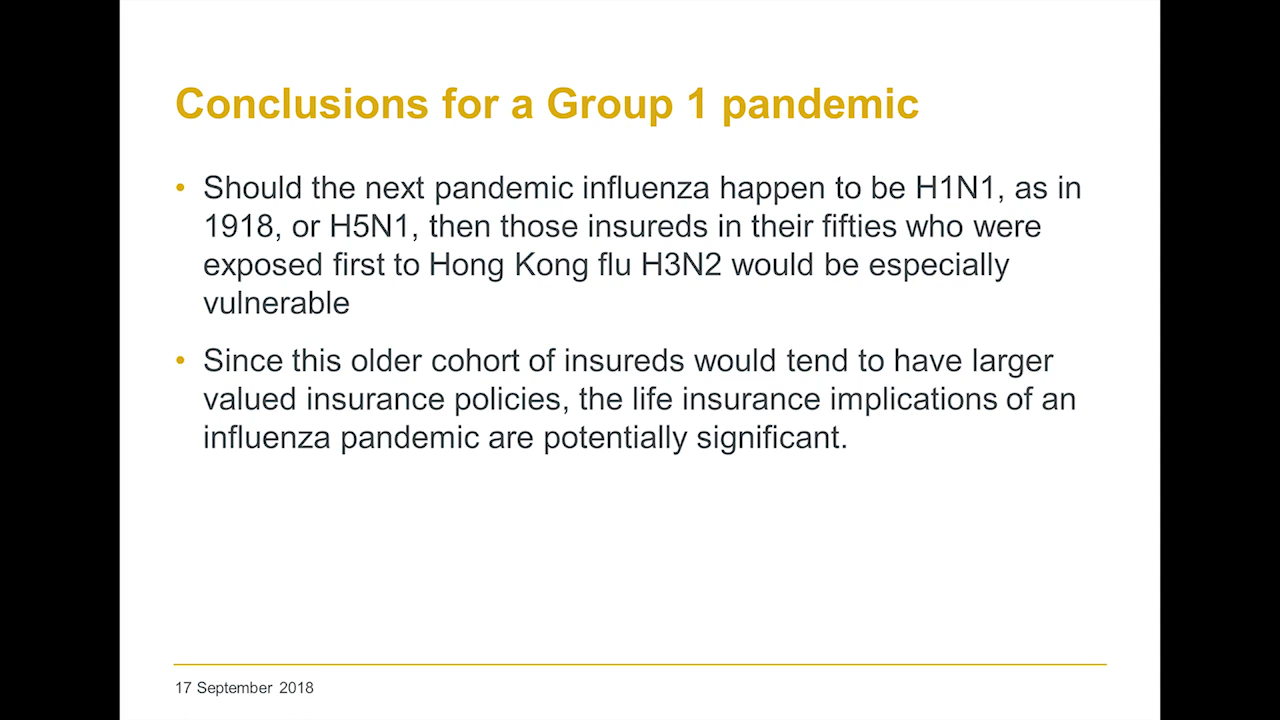 Conclusions for a Group 1 pandemic
• Should the next pandemic influenza happen to be H1N1, as in
1918, or H5N1, then those insureds in their fifties who were
exposed first to Hong Kong flu H3N2 would be especially
vulnerable
• Since this older cohort of insureds would tend to have larger
valued insurance policies, the life insurance implications of an
influenza pandemic are potentially significant.
17 September 2018